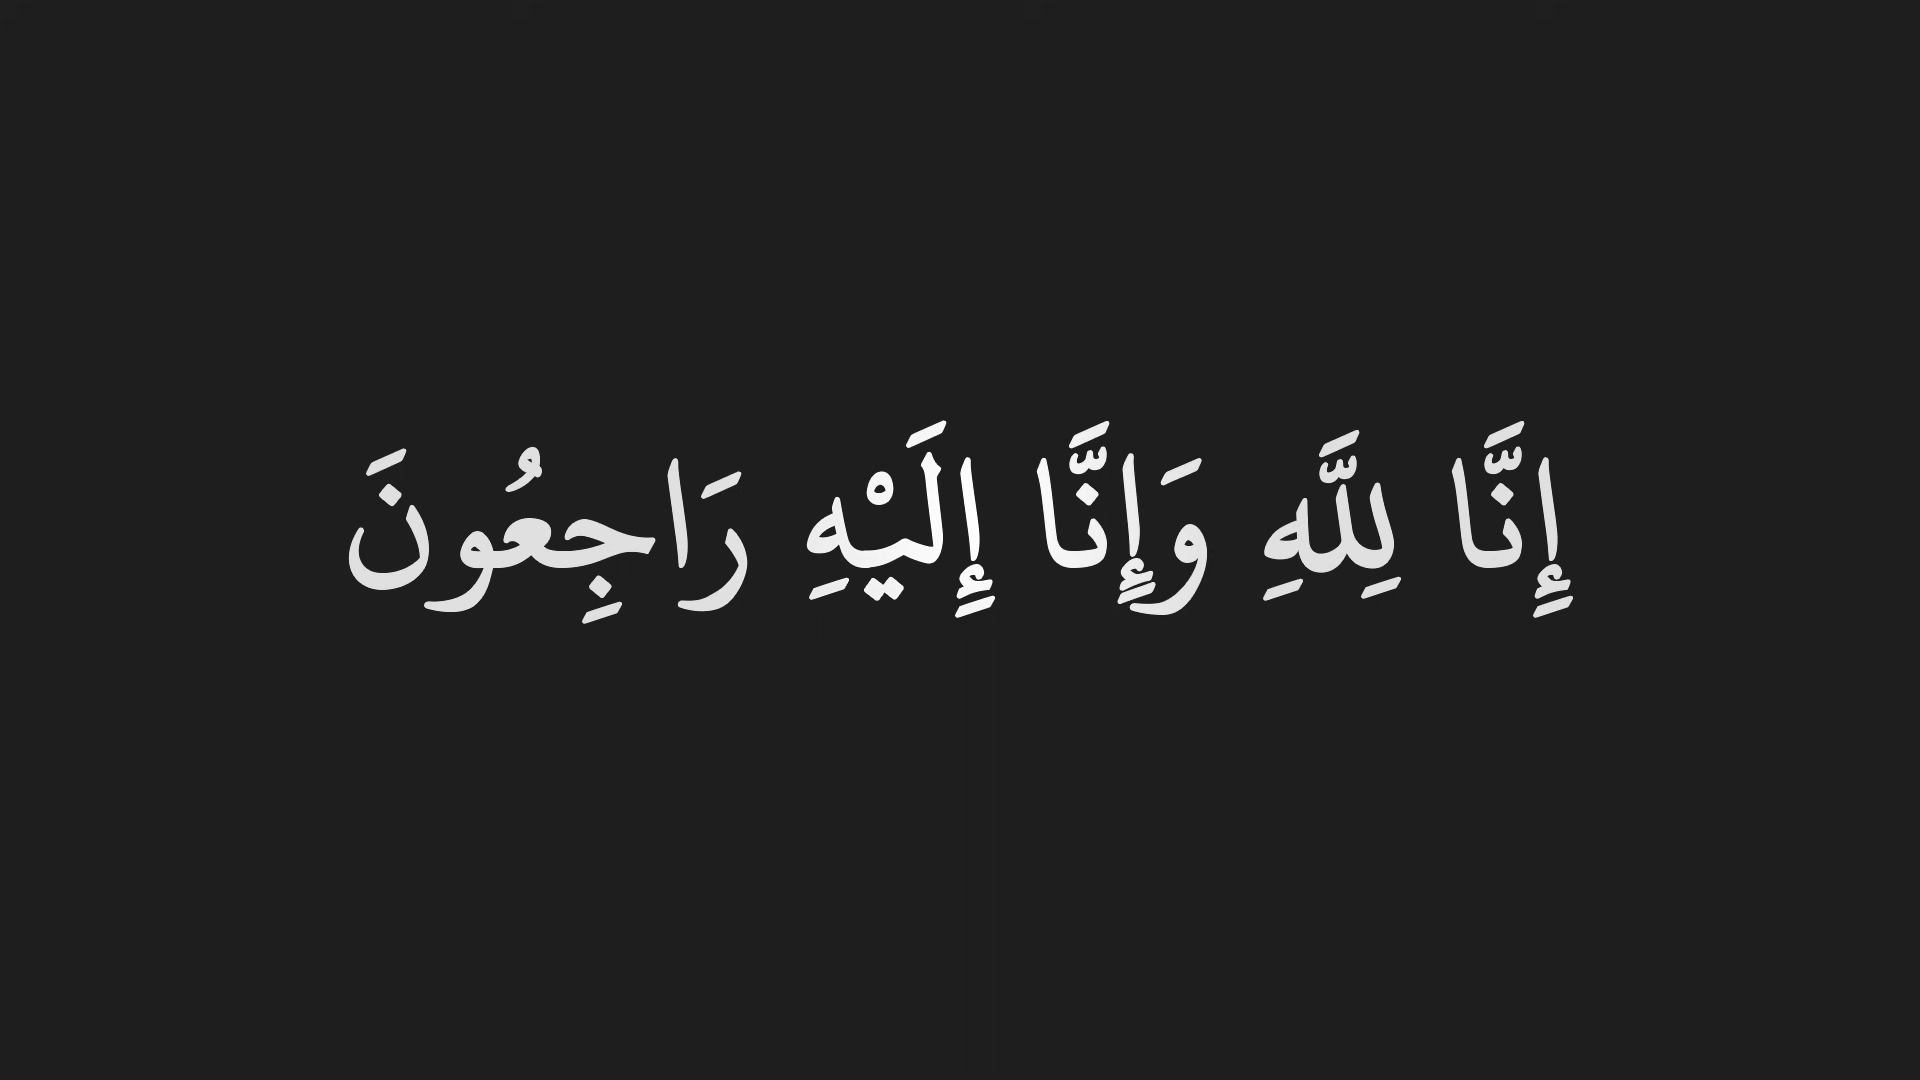 إِنَّا لِلَّهِ وَإِنَّا إِلَيْهِ رَاجِعُونَ